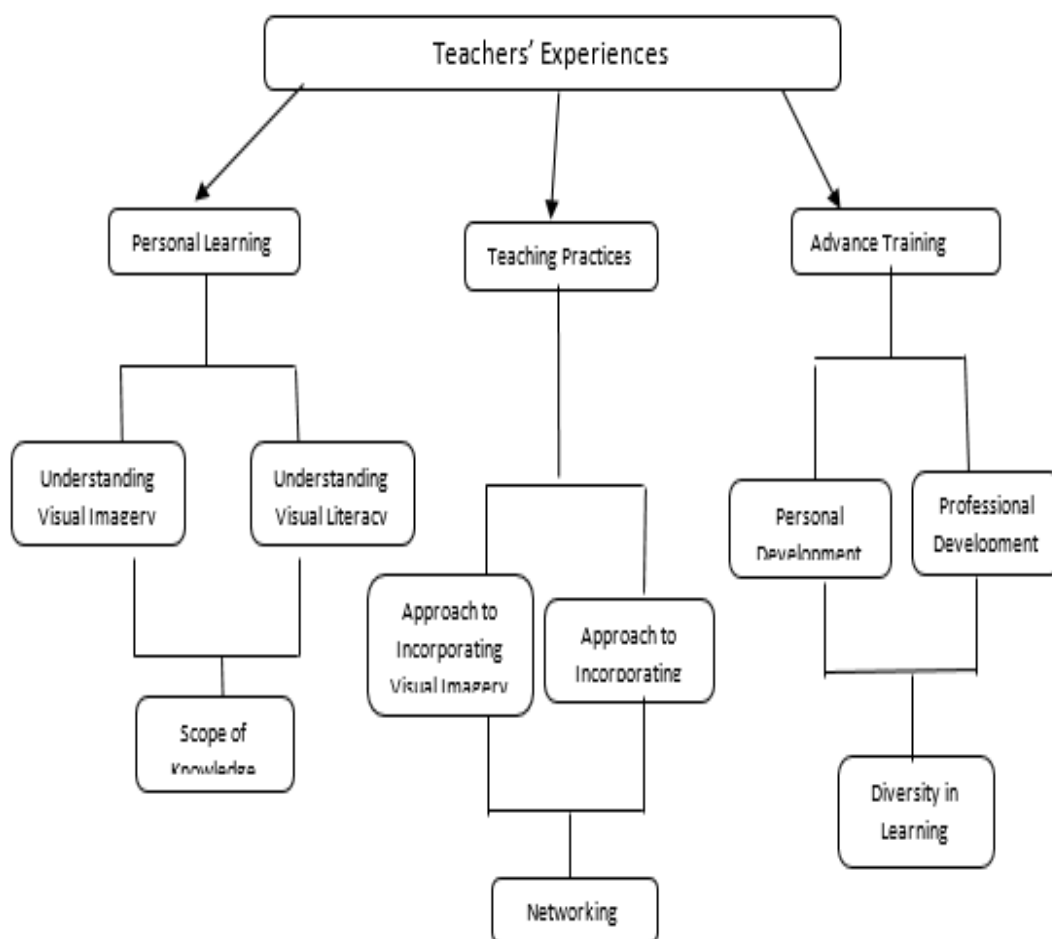 Teachers' Experiences
Personal Learning
Teaching Practices
Advance Training
Understanding
Visual Imagery
Understanding
Visual Literacy
Personal
Development
Professional
Development
Approach to
Incorporating
Visual Imagery
Approach to
Incorporating
Scope of
Knowledge
Diversity in
Learning
Networking